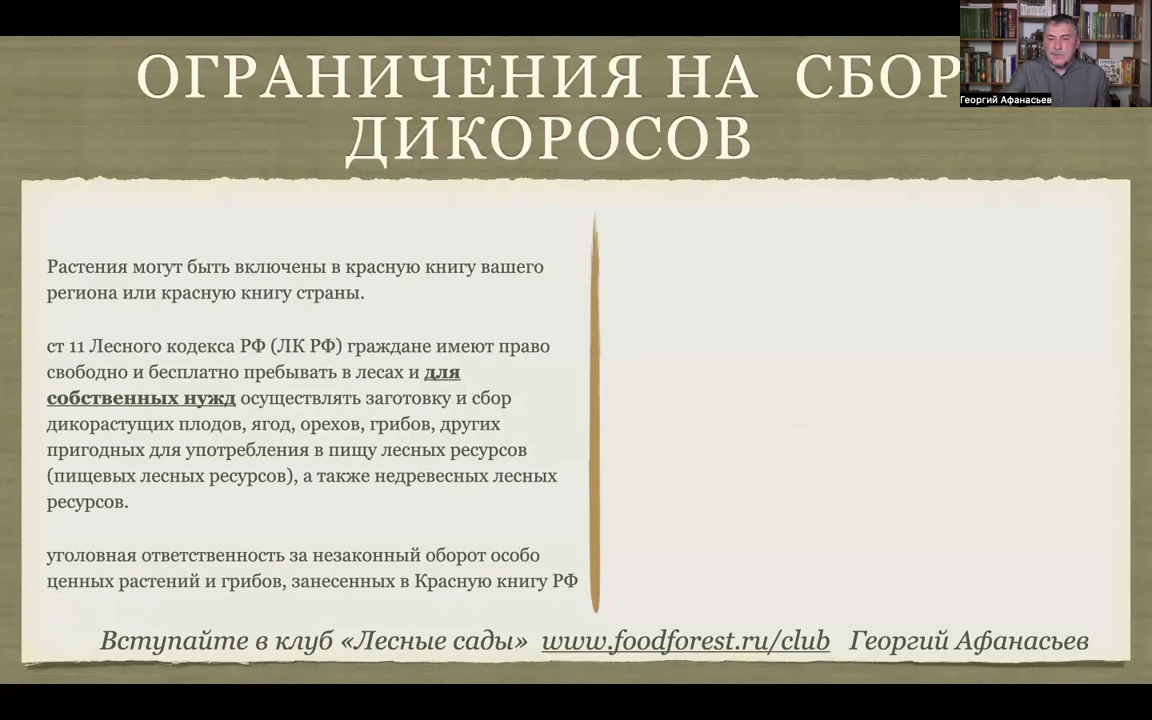 ОГРАНИЧЕНИЯ НА СБОР
ДИКОРОСОВ
Георгий Афанасьев
Растения могут быть включены в красную книгу вашего
региона или красную книгу страны.
ст 11 Лесного кодекса РФ (ЛК РФ) граждане имеют право
свободно и бесплатно пребывать в лесах и для
собственных нужд осуществлять заготовку и сбор
дикорастущих плодов, ягод, орехов, грибов, других
пригодных для употребления в пищу лесных ресурсов
(пищевых лесных ресурсов), а также недревесных лесных
ресурсов.
уголовная ответственность за незаконный оборот особо
ценных растений и грибов, занесенных в Красную книгу РФ
Вступайте в клуб «Лесные сады» www.foodforest.ru/club Георгий Афанасьев